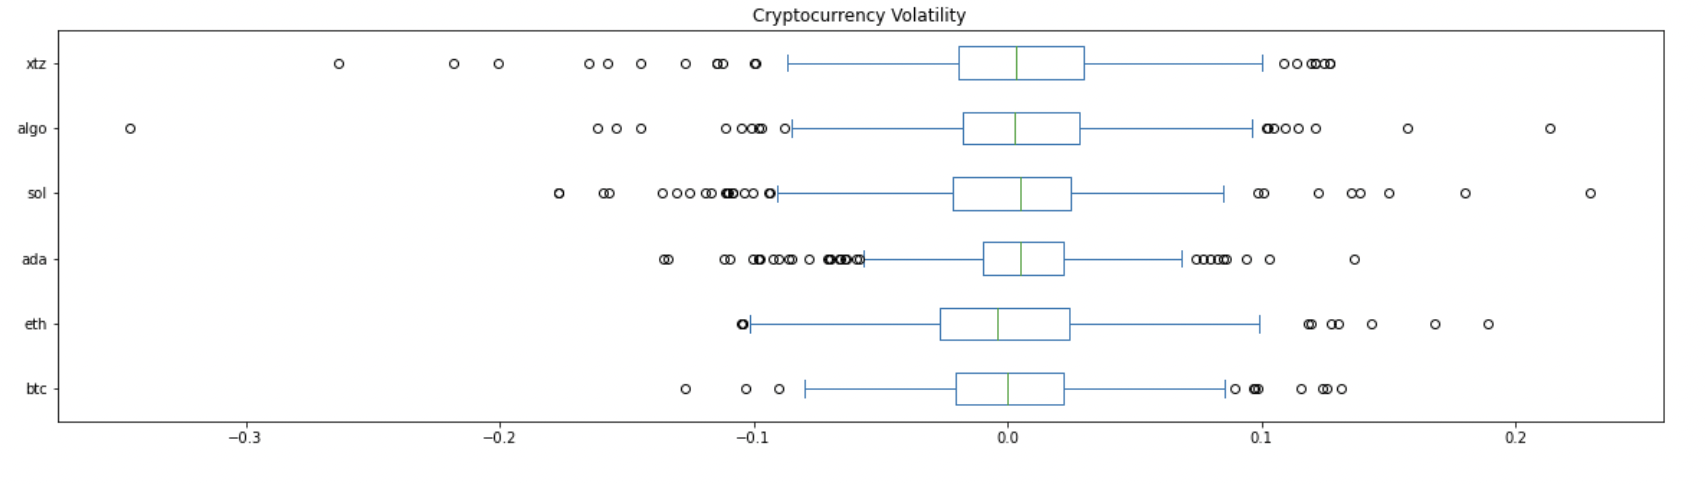 Cryptocurrency Volatility
xtz
algo
sol
ada
eth
btc
−0.3 −0.2 −0.1 0.0 0.1 0.2